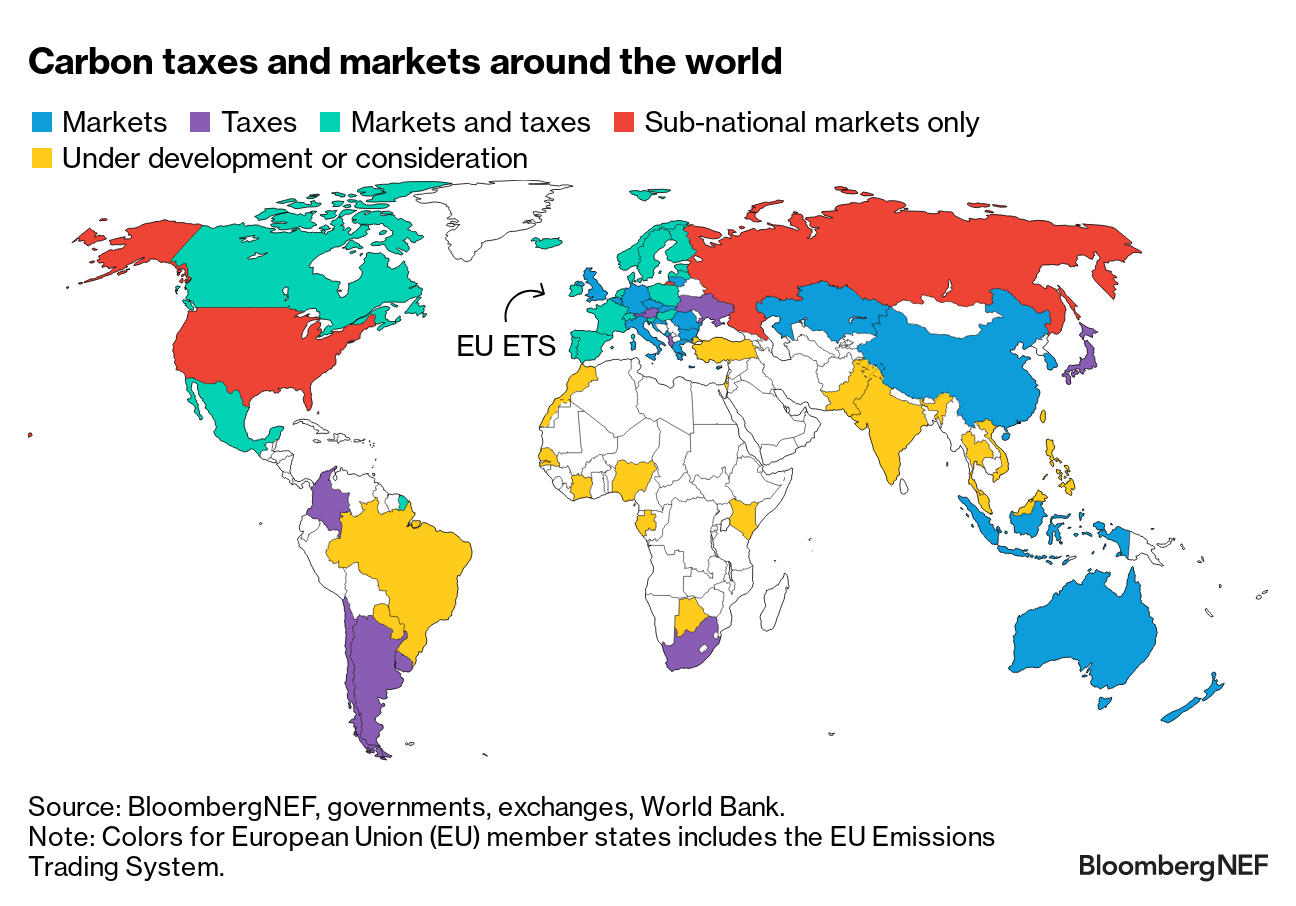 Carbon taxes and markets around the world
Markets Taxes Markets and taxes Sub-national markets only
Under development or consideration
EU ETS
Source: BloombergNEF, governments, exchanges, World Bank.
Note: Colors for European Union (EU) member states includes the EU Emissions
Trading System.
BloombergNEF